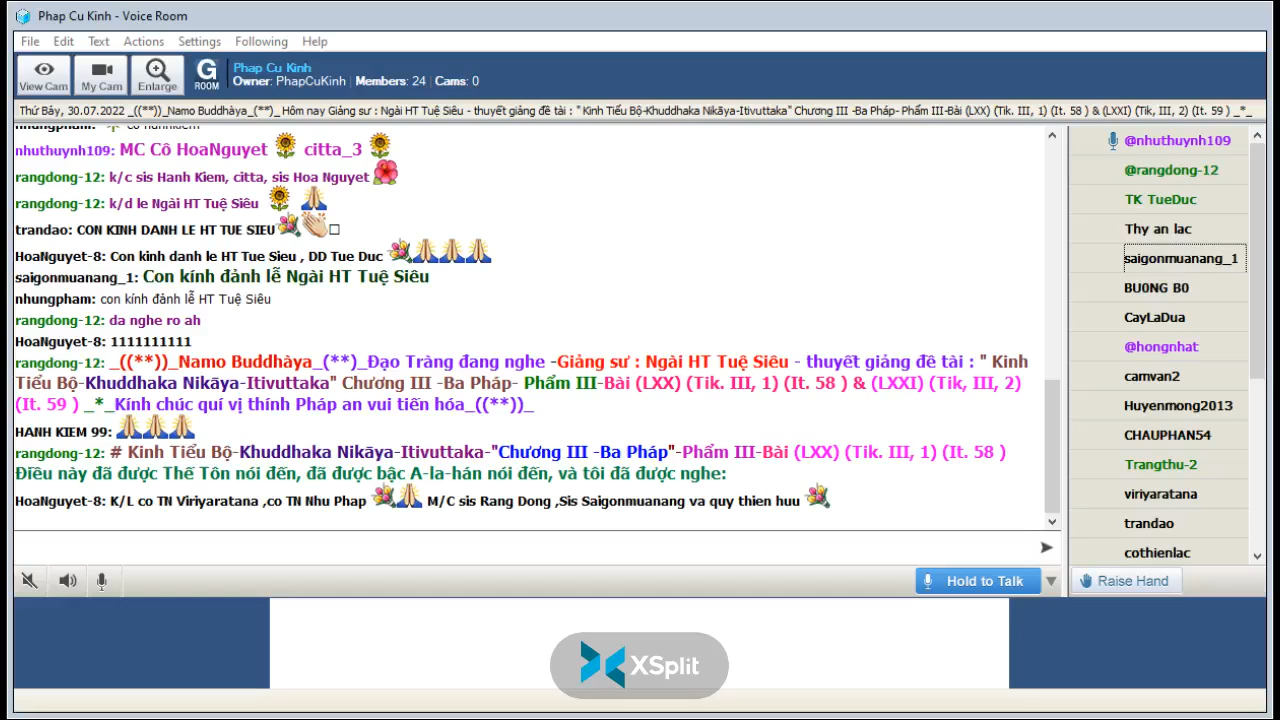 Phap Cu Kinh - Voice Room
File Edit Text Actions Settings Following Help
View Cam My Cam Enlarge G ROOM
Phap Cu Kinh
Owner: PhapCuKinh | Members: 24 | Cams: 0
Thứ Bảy, 30.07.2022 _((**))_Namo Buddhàya_(**)_ Hôm nay Giảng sư : Ngài HT Tuệ Siêu - thuyết giảng đề tài : " Kinh Tiểu Bộ-Khuddhaka Nikāya-Itivuttaka" Chương III -Ba Pháp- Phẩm III-Bài (LXX) (Tik. III, 1) (It. 58 ) & (LXXI) (Tik, III, 2) (It. 59 ) _*_
nhungpham:
nhuthuynh109: MC Cô HoaNguyet 🌻 citta_3 🌻
rangdong-12: k/c sis Hanh Kiem, citta, sis Hoa Nguyet 🌺
rangdong-12: k/d le Ngài HT Tuệ Siêu 🌻 🙏
trandao: CON KINH DANH LE HT TUE SIEU 💐👏□
HoaNguyet-8: Con kinh danh le HT Tue Sieu , DD Tue Duc 💐🙏🙏🙏
saigonmuanang_1: Con kính đảnh lễ Ngài HT Tuệ Siêu
nhungpham: con kính đảnh lễ HT Tuệ Siêu
rangdong-12: da nghe ro ah
HoaNguyet-8: 1111111111
rangdong-12: _((**))_Namo Buddhàya_(**)_Đạo Tràng đang nghe -Giảng sư : Ngài HT Tuệ Siêu - thuyết giảng đề tài : " Kinh
Tiểu Bộ-Khuddhaka Nikāya-Itivuttaka" Chương III -Ba Pháp- Phẩm III-Bài (LXX) (Tik. III, 1) (It. 58 ) & (LXXI) (Tik, III, 2)
(It. 59 ) _*_Kính chúc quí vị thính Pháp an vui tiến hóa_((**))_
HANH KIEM 99: 🙏🙏🙏
rangdong-12: # Kinh Tiểu Bộ-Khuddhaka Nikāya-Itivuttaka-"Chương III -Ba Pháp"-Phẩm III-Bài (LXX) (Tik. III, 1) (It. 58 )
Điều này đã được Thế Tôn nói đến, đã được bậc A-la-hán nói đến, và tôi đã được nghe:
HoaNguyet-8: K/L co TN Viriyaratana ,co TN Nhu Phap 💐🙏 M/C sis Rang Dong ,Sis Saigonmuanang va quy thien huu 💐
@nhuthuynh109
@rangdong-12
TK TueDuc
Thy an lac
saigonmuanang_1
BU0NG B0
CayLaDua
@hongnhat
camvan2
Huyenmong2013
CHAUPHAN54
Trangthu-2
viriyaratana
trandao
cothienlac
Hold to Talk
Raise Hand
XSplit